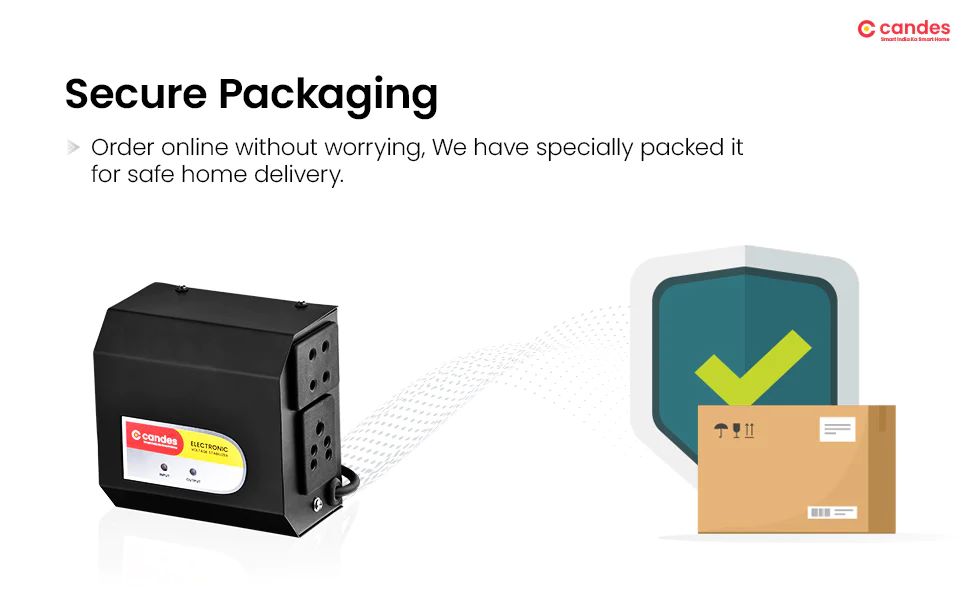 candes
Smart India Ka Smart Home
Secure Packaging
Order online without worrying, We have specially packed it
for safe home delivery.
candes
ELECTRONIC
VOLTAGE STABILIZER
INPUT
OUTPUT